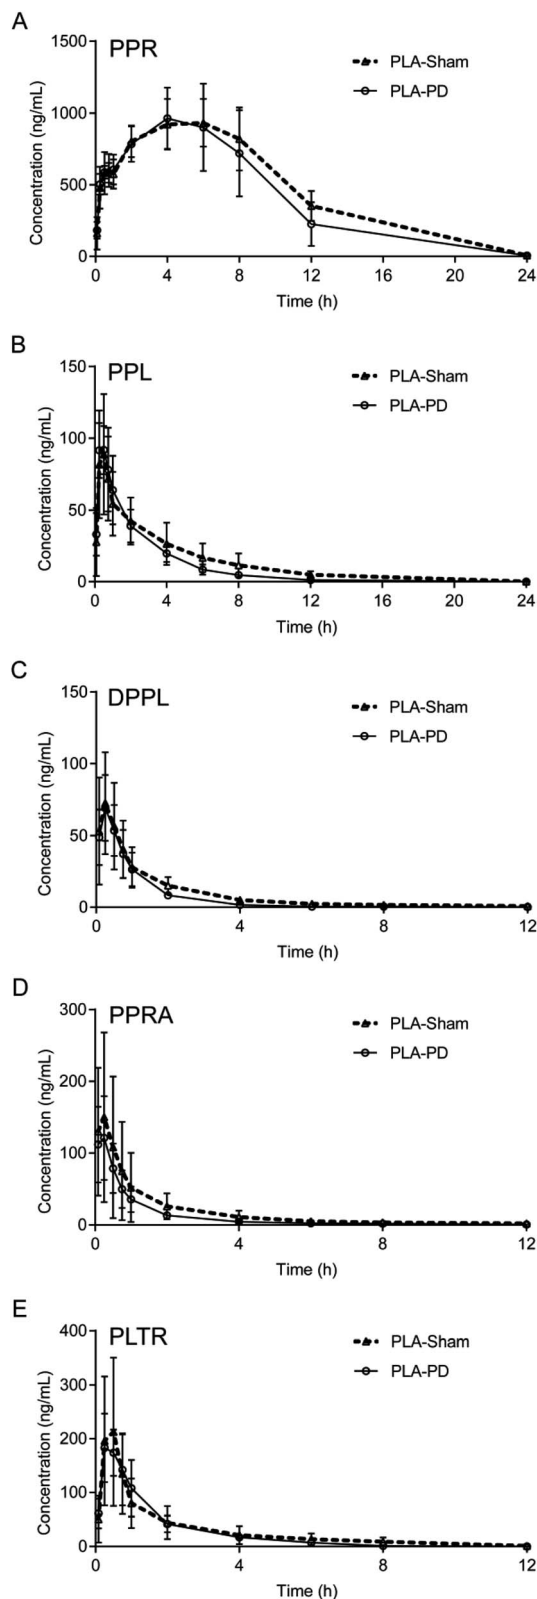 A
PPR
1500
1000
500
0
Concentration (ng/mL)
PLA-Sham
PLA-PD
0 4 8 12 16 20 24
Time (h)
B
PPL
150
100
50
0
Concentration (ng/mL)
PLA-Sham
PLA-PD
0 4 8 12 16 20 24
Time (h)
C
DPPL
150
100
50
0
Concentration (ng/mL)
PLA-Sham
PLA-PD
0 4 8 12
Time (h)
D
PPRA
300
200
100
0
Concentration (ng/mL)
PLA-Sham
PLA-PD
0 4 8 12
Time (h)
E
PLTR
400
300
200
100
0
Concentration (ng/mL)
PLA-Sham
PLA-PD
0 4 8 12
Time (h)